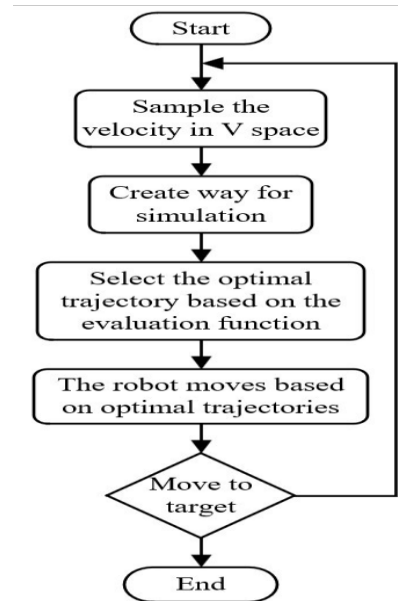 Start
Sample the
velocity in V space
Create way for
simulation
Select the optimal
trajectory based on the
evaluation function
The robot moves based
on optimal trajectories
Move to
target
End